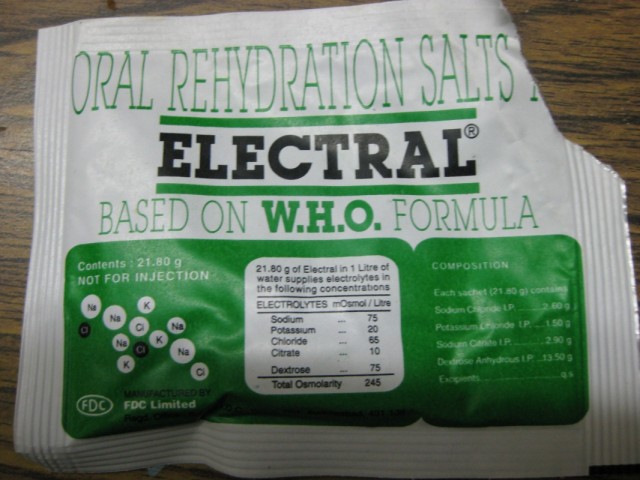 ORAL REHYDRATION SALTS
ELECTRAL®
BASED ON W.H.O. FORMULA
Contents : 21.80 g
NOT FOR INJECTION
Na K
Na Cl Na
Cl
Na K
Cl Na
K
Cl
FDC
MANUFACTURED BY
FDC Limited
21.80 g of Electral in 1 Litre of
water supplies electrolytes in
the following concentrations
ELECTROLYTES mOsmol / Litre
Sodium .... 75
Potassium .... 20
Chloride .... 65
Citrate .... 10
Dextrose .... 75
Total Osmolarity 245
COMPOSITION
Each sachet (21.80 g) contains
Sodium Chloride I.P. ........ 2.60 g
Potassium Chloride I.P. .... 1.50 g
Sodium Citrate I.P. ........ 2.90 g
Dextrose Anhydrous I.P. ..13.50 g
Excipients ........ q.s.